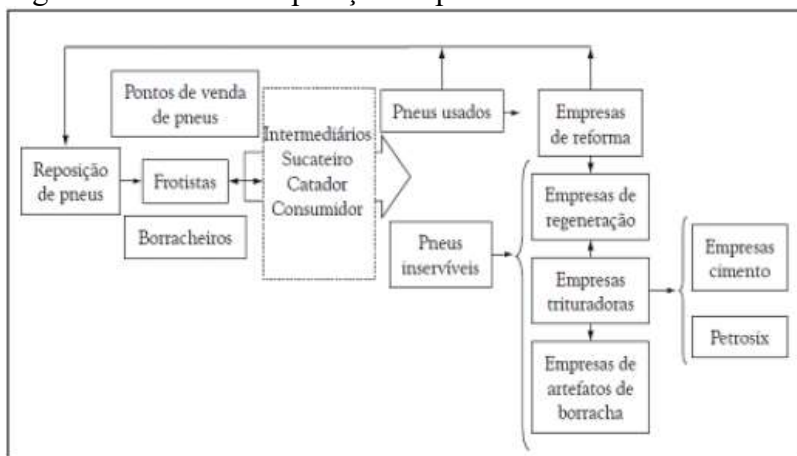 Pontos de venda
de pneus
Reposição
de pneus
Frotistas
Borracheiros
Intermediários
Sucateiro
Catador
Consumidor
Pneus usados
Pneus
inservíveis
Empresas
de reforma
Empresas de
regeneração
Empresas
trituradoras
Empresas de
artefatos de
borracha
Empresas
cimento
Petrosix